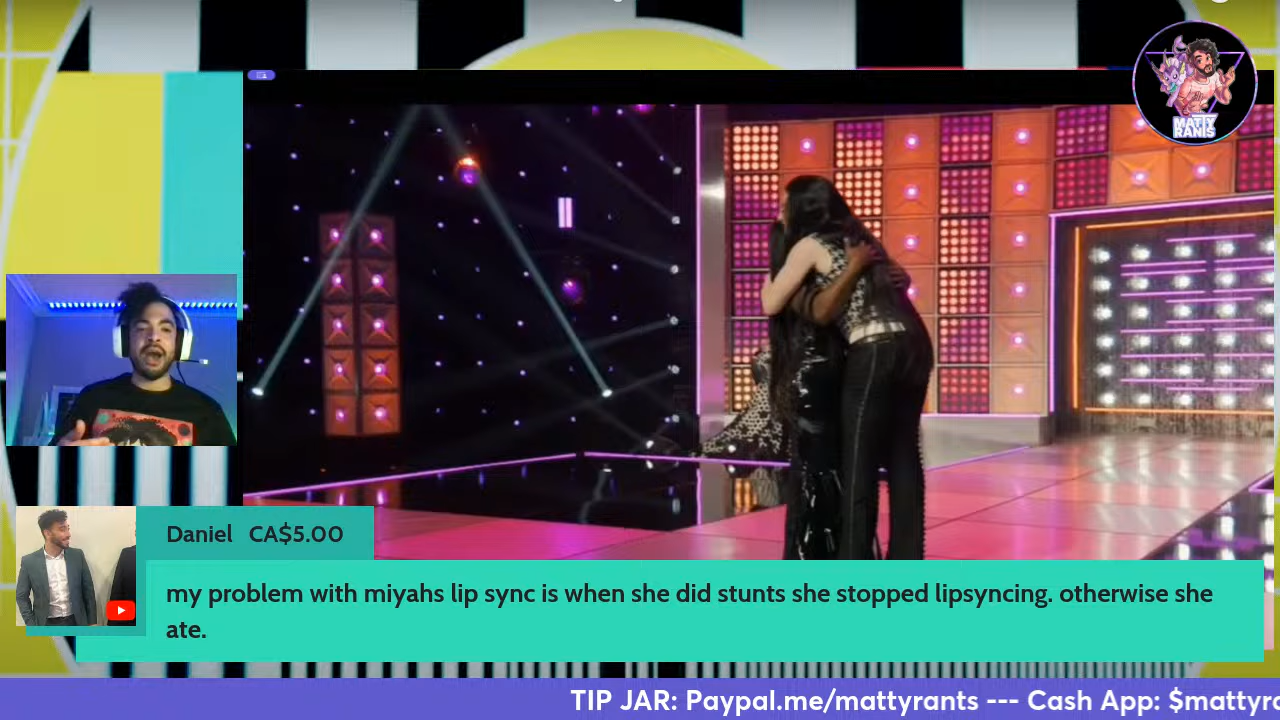 MATTY
RANTS
Daniel CA$5.00
my problem with miyahs lip sync is when she did stunts she stopped lipsyncing. otherwise she
ate.
TIP JAR: Paypal.me/mattyrants --- Cash App: $mattyra